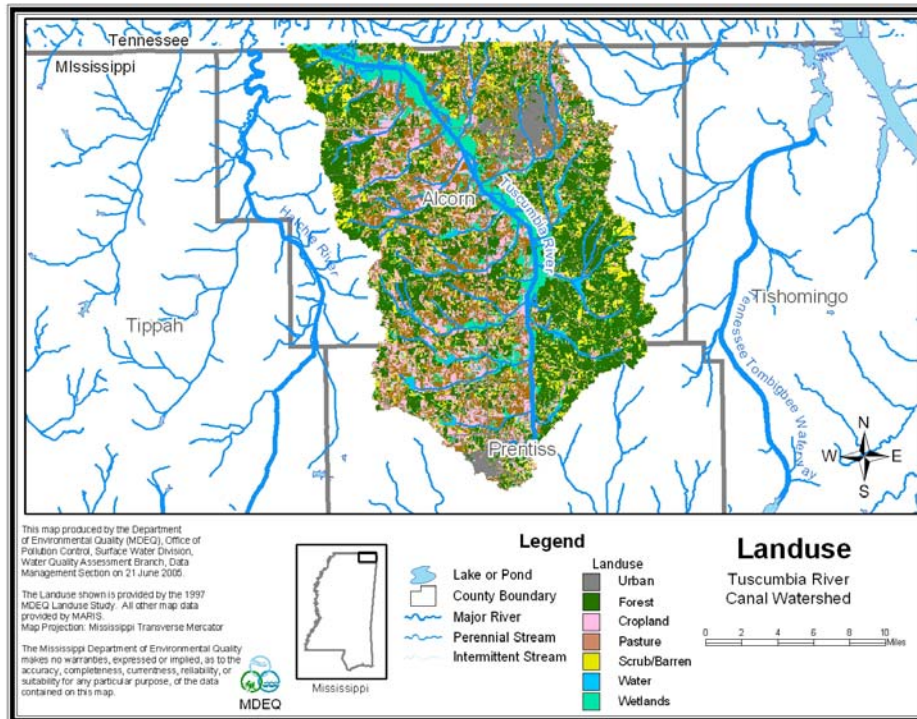 Tennessee
MIssissippi
Alcorn
Tuscumbia River
Hatchie River
Tippah
Tishomingo
Tennessee Tombigbee Waterway
Prentiss
N
W E
S
This map produced by the Department
of Environmental Quality (MDEQ), Office of
Pollution Control, Surface Water Division,
Water Quality Assessment Branch, Data
Management Section on 21 June 2005.
The Landuse shown is provided by the 1997
MDEQ Landuse Study. All other map data
provided by MARIS.
Map Projection: Mississippi Transverse Mercator
The Mississippi Department of Environmental Quality
makes no warranties, expressed or implied, as to the
accuracy, completeness, currentness, reliability, or
suitability for any particular purpose, of the data
contained on this map.
MDEQ
Mississippi
Legend
Lake or Pond
County Boundary
Major River
Perennial Stream
Intermittent Stream
Landuse
Urban
Forest
Cropland
Pasture
Scrub/Barren
Water
Wetlands
Landuse
Tuscumbia River
Canal Watershed
0 2 4 6 8 10
Miles